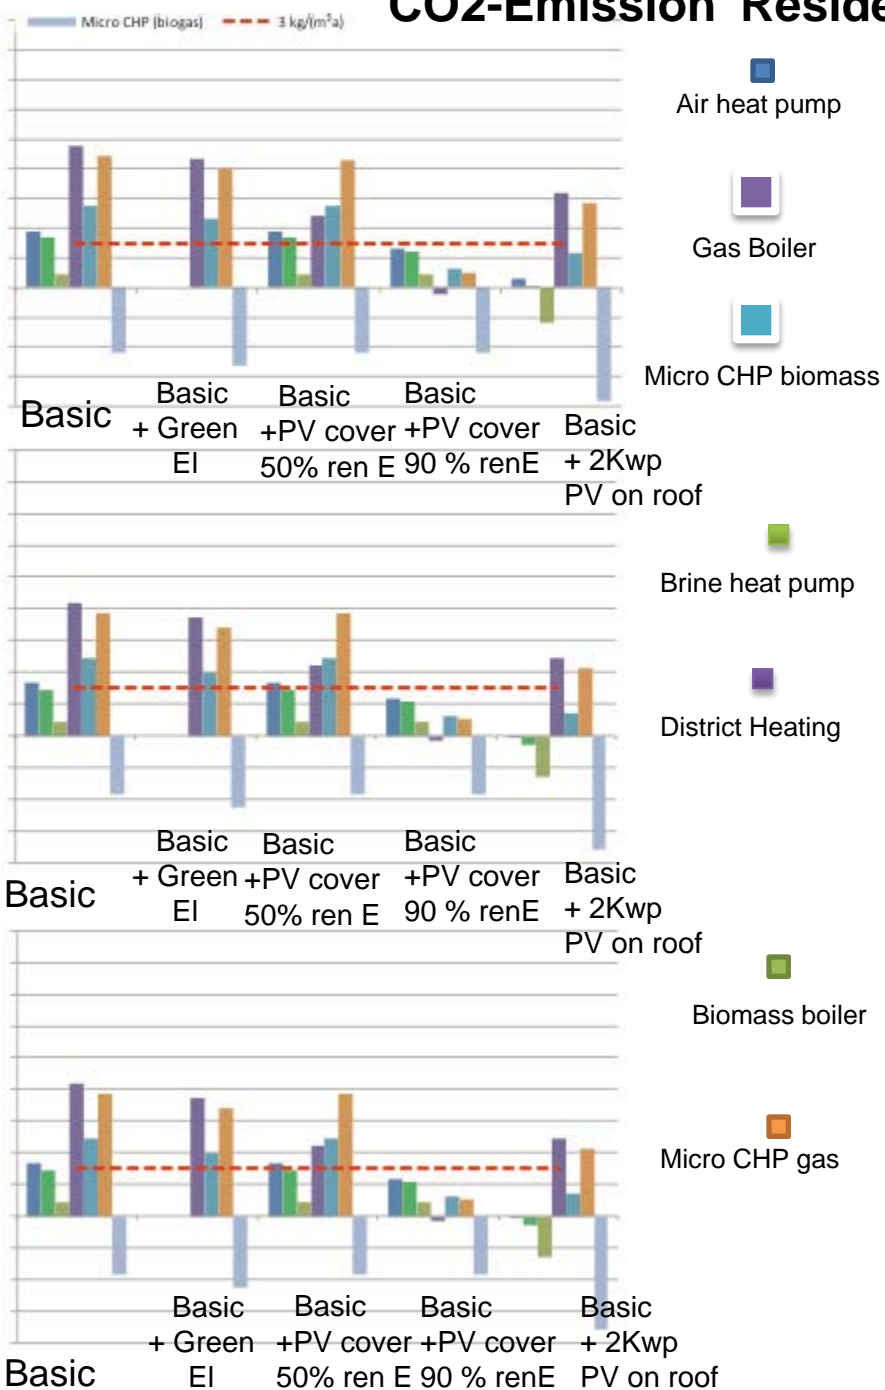 CO2-Emission Reside
Micro CHP (biogas)
3 kg/(m²a)
Air heat pump
Gas Boiler
Micro CHP biomass
Basic
Basic
+ Green
El
Basic
+PV cover
50% ren E
Basic
+PV cover
90 % renE
Basic
+ 2Kwp
PV on roof
Brine heat pump
District Heating
Basic
Basic
+ Green
El
Basic
+PV cover
50% ren E
Basic
+PV cover
90 % renE
Basic
+ 2Kwp
PV on roof
Biomass boiler
Micro CHP gas
Basic
Basic
+ Green
El
Basic
+PV cover
50% ren E
Basic
+PV cover
90 % renE
Basic
+ 2Kwp
PV on roof